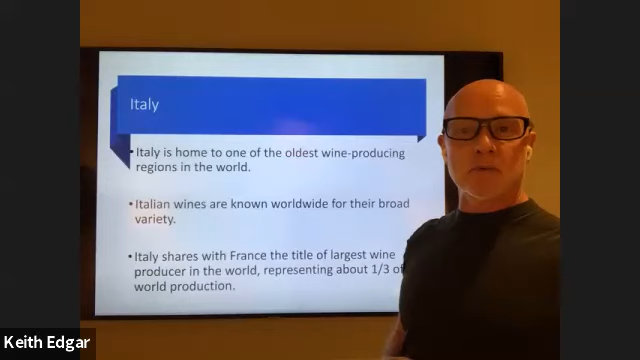 Italy
• Italy is home to one of the oldest wine-producing
regions in the world.
• Italian wines are known worldwide for their broad
variety.
• Italy shares with France the title of largest wine
producer in the world, representing about 1/3 of
world production.
Keith Edgar